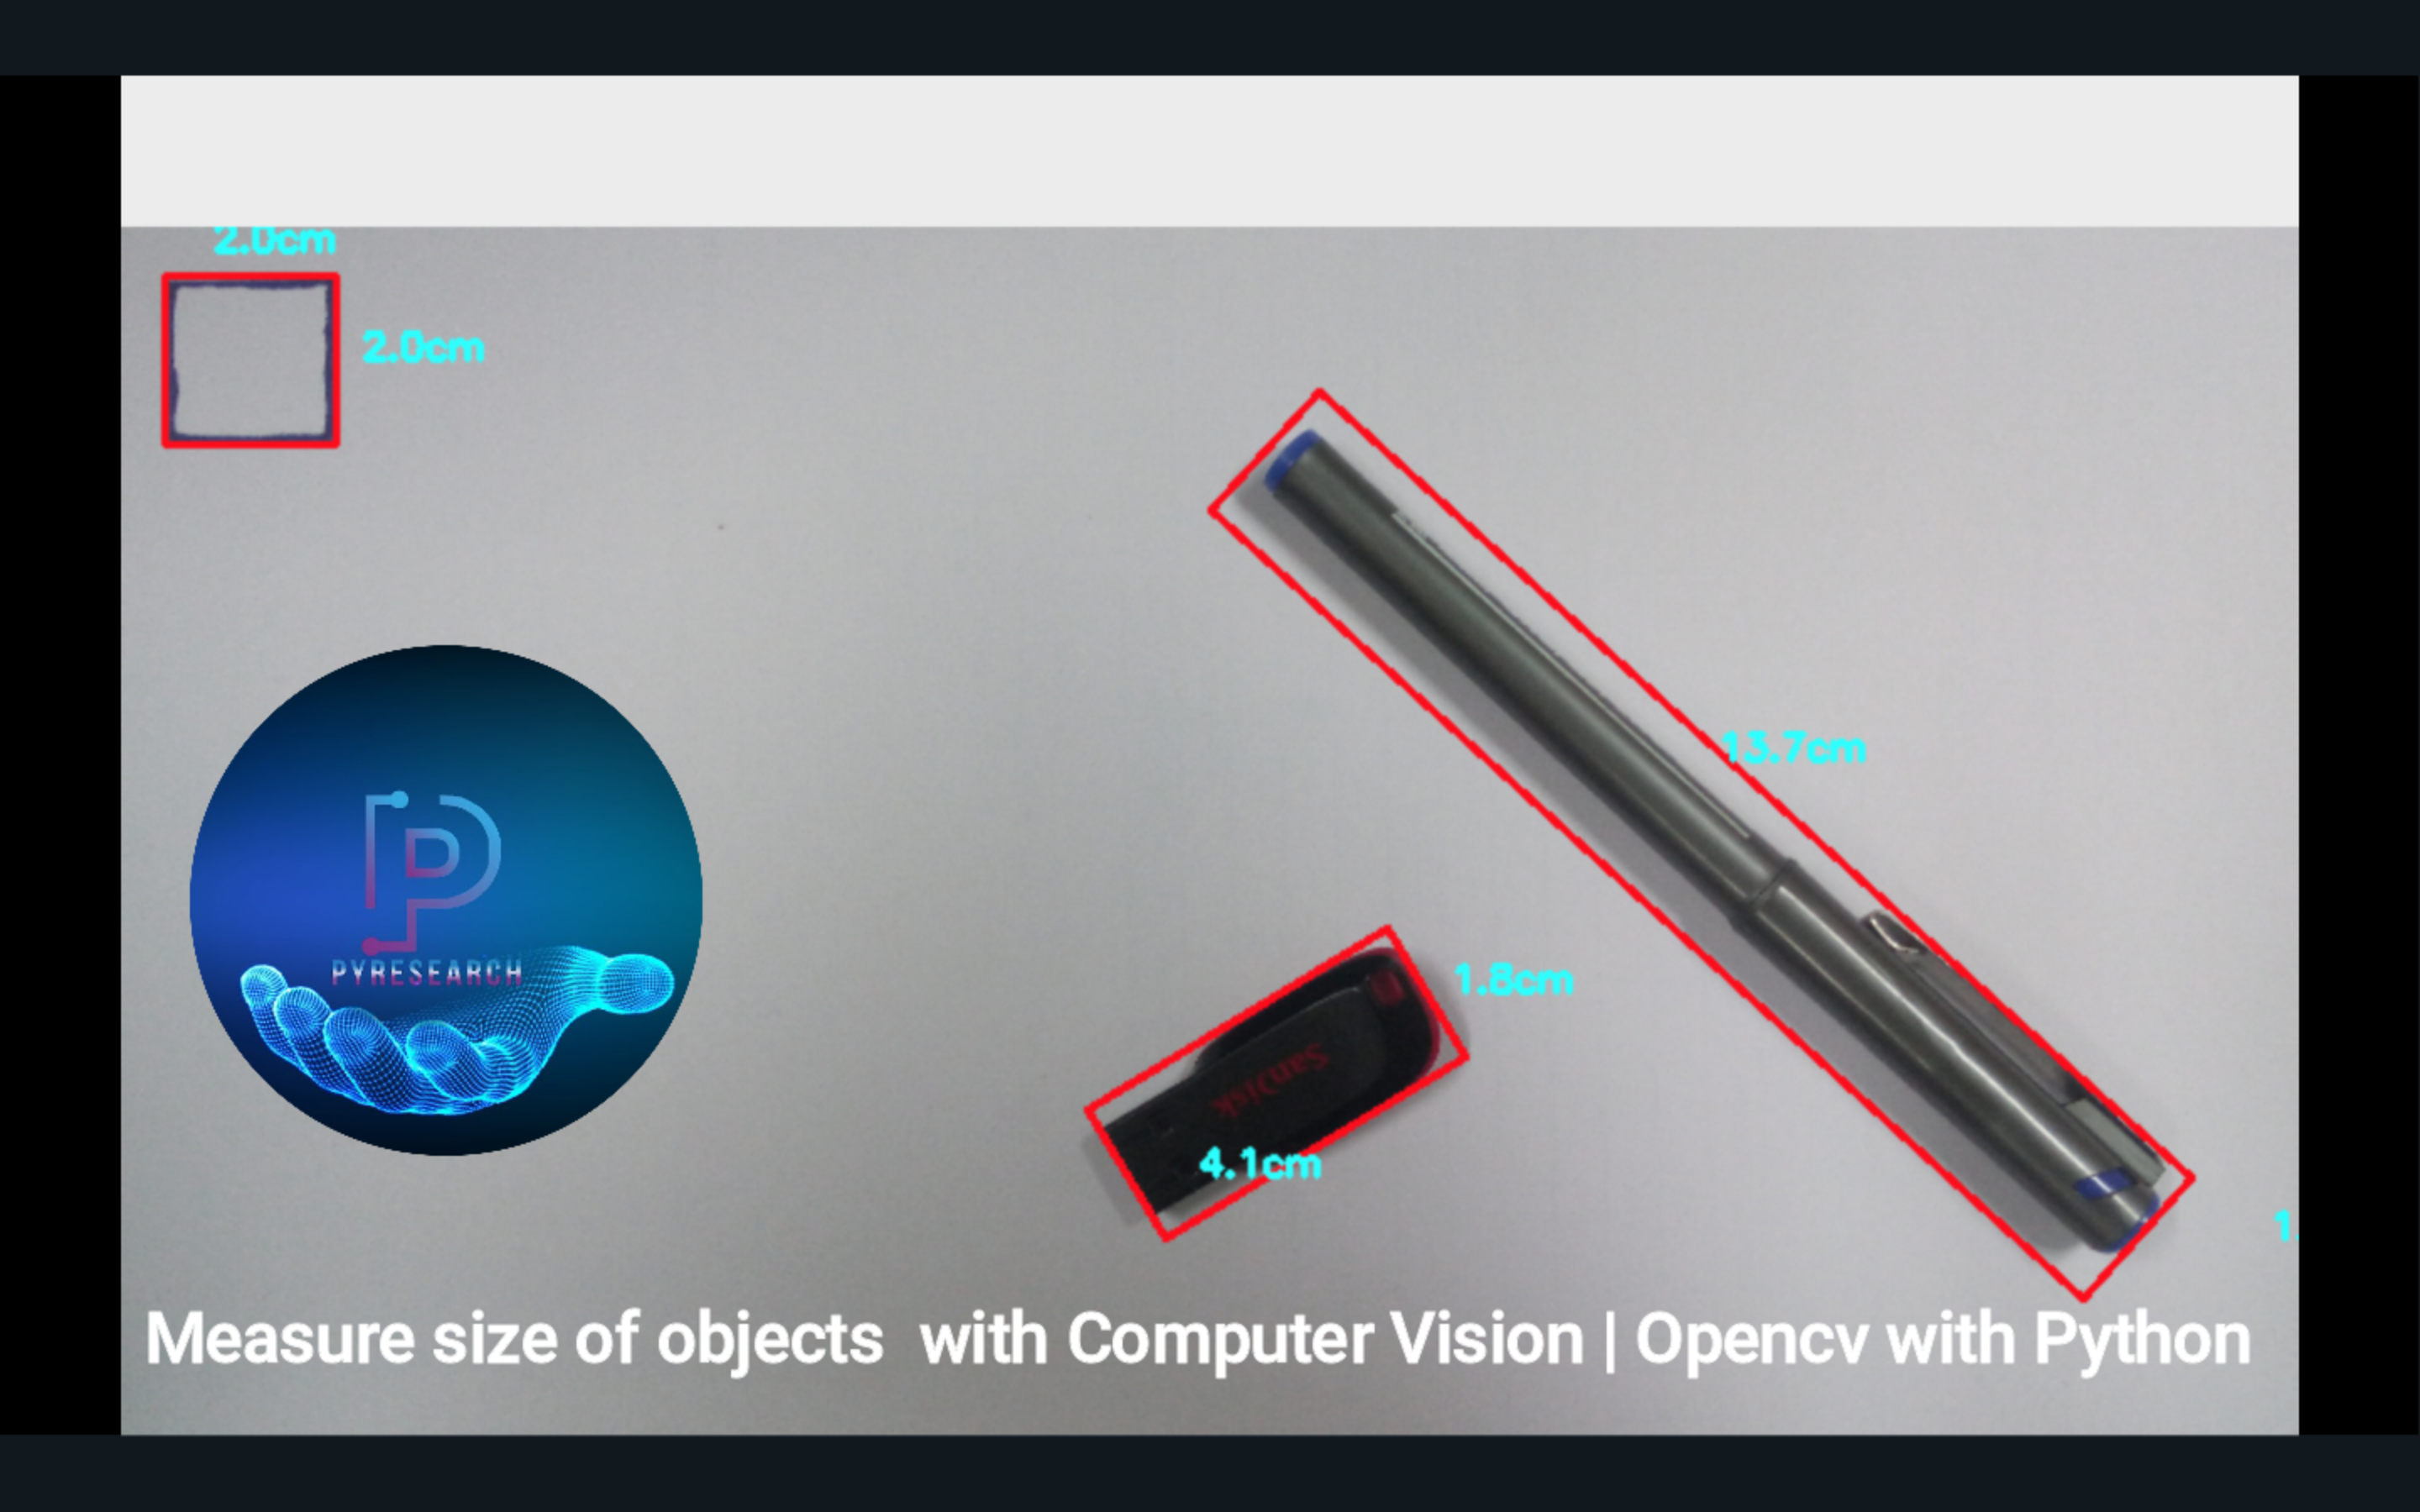 2.0cm
2.0cm
13.7cm
PYRESEARCH
1.8cm
SanDisk
4.1cm
1.
Measure size of objects with Computer Vision | Opencv with Python